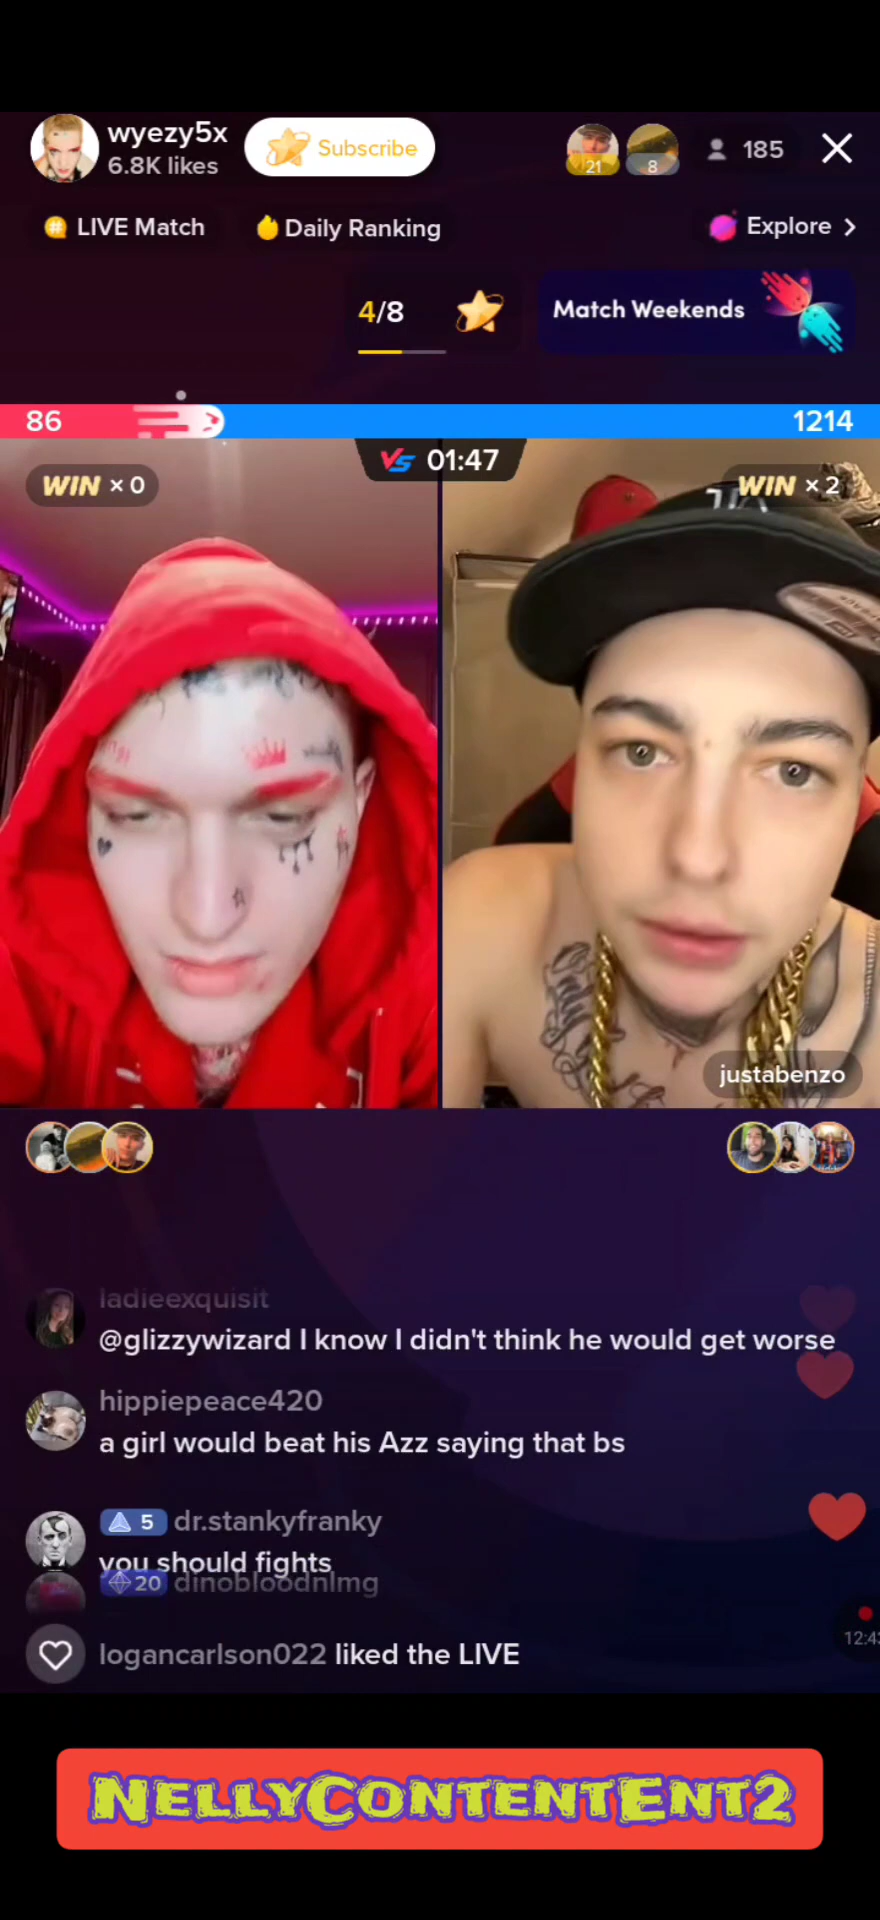 wyezy5x
6.8K likes
Subscribe
21
8
185
LIVE Match
Daily Ranking
Explore
4/8
Match Weekends
86
1214
VS 01:47
WIN × 0
WIN × 2
justabenzo
ladieexquisit
@glizzywizard I know I didn't think he would get worse
hippiepeace420
a girl would beat his Azz saying that bs
5 dr.stankyfranky
you should fights
20 dinobloodnlmg
logancarlson022 liked the LIVE
NELLYCONTENTENT2